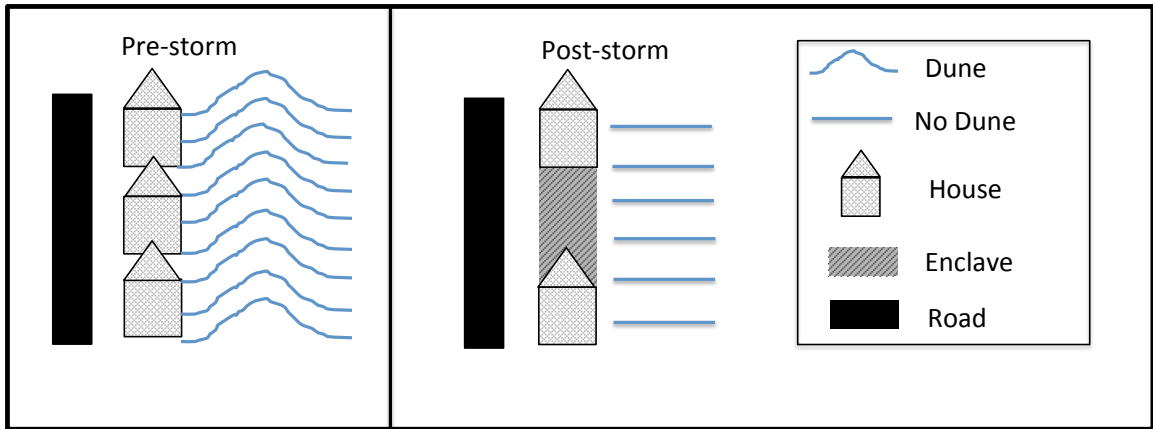 Pre-storm
Post-storm
Dune
No Dune
House
Enclave
Road